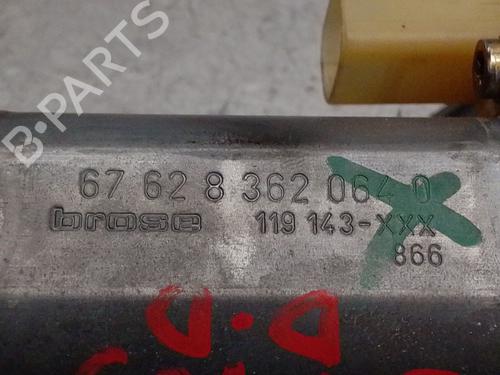 B-PARTS
67 62 8 362 064 0
brose 119 143-XXX
866
D.D